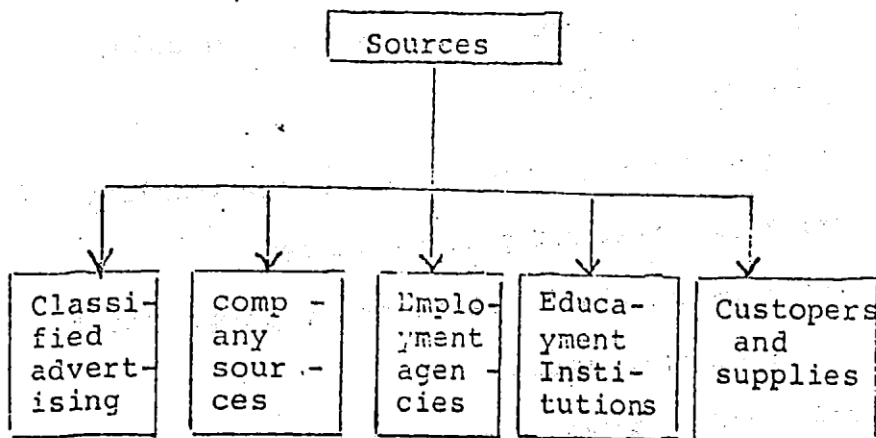 Sources
Classi-
fied
advert-
ising
comp -
any
sour -
ces
Emplo-
yment
agen -
cies
Educa-
yment
Insti-
tutions
Customers
and
supplies